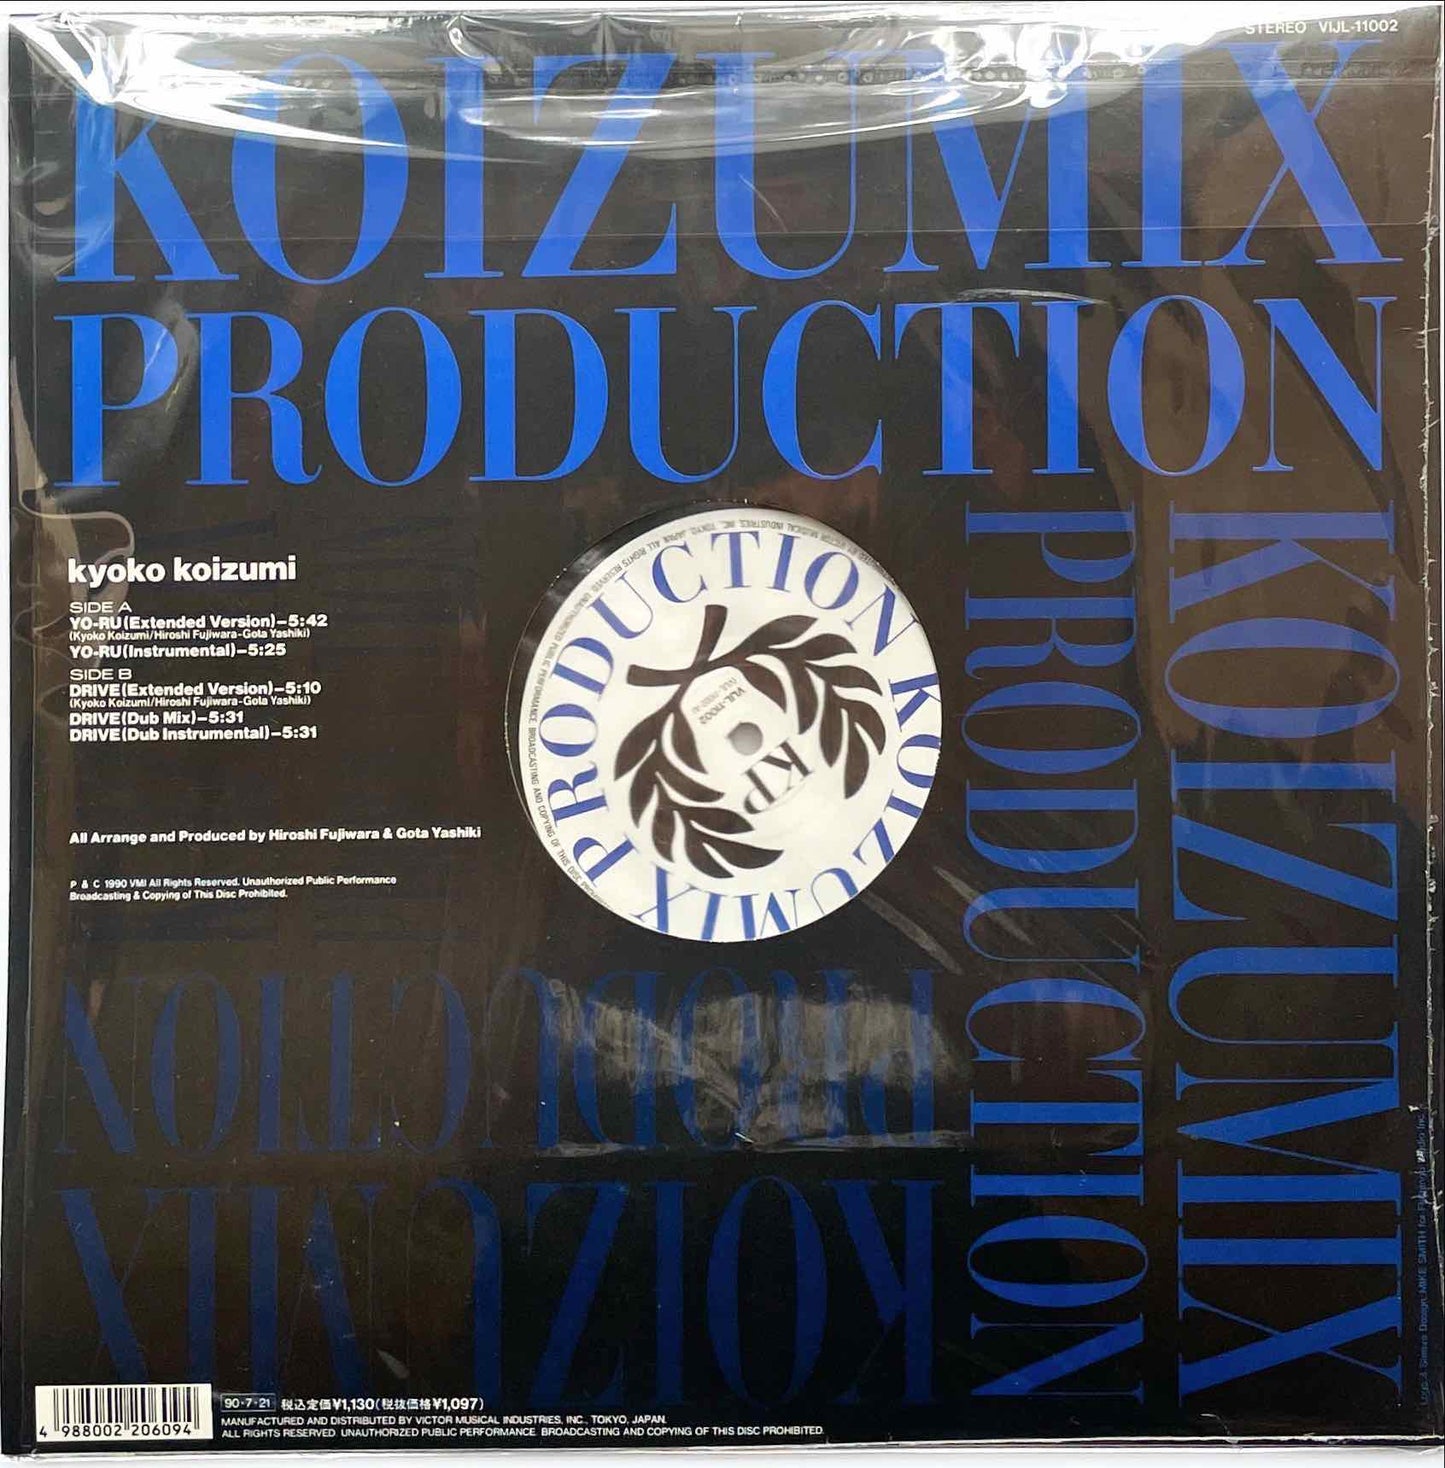 STEREO VIJL-11002
KOIZUMIX
PRODUCTION
KOIZUMIX
PRODUCTION
kyoko koizumi
SIDE A
YO-RU(Extended Version)–5:42
(Kyoko Koizumi/Hiroshi Fujiwara-Gota Yashiki)
YO-RU(Instrumental)–5:25
SIDE B
DRIVE(Extended Version)–5:10
(Kyoko Koizumi/Hiroshi Fujiwara-Gota Yashiki)
DRIVE(Dub Mix)–5:31
DRIVE(Dub Instrumental)–5:31
All Arrange and Produced by Hiroshi Fujiwara & Gota Yashiki
P & C 1990 VMI All Rights Reserved. Unauthorized Public Performance
Broadcasting & Copying of This Disc Prohibited.
PRODUCTION KOIZUMIX
VIJL-11002
KP
KOIZUMIX
PRODUCTION
4 988002 206094
90·7·21 税込定価¥1,130(税抜価格¥1,097)
MANUFACTURED AND DISTRIBUTED BY VICTOR MUSICAL INDUSTRIES, INC., TOKYO, JAPAN.
ALL RIGHTS RESERVED. UNAUTHORIZED PUBLIC PERFORMANCE. BROADCASTING AND COPYING OF THIS DISC PROHIBITED.